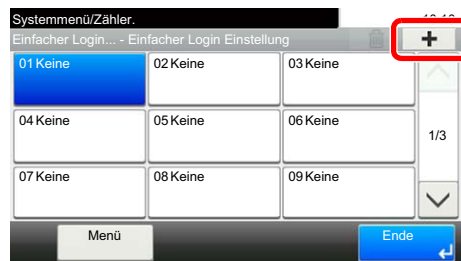 Systemmenü/Zähler.
Einfacher Login... - Einfacher Login Einstellung
01 Keine 02 Keine 03 Keine
04 Keine 05 Keine 06 Keine
1/3
07 Keine 08 Keine 09 Keine
Menü Ende